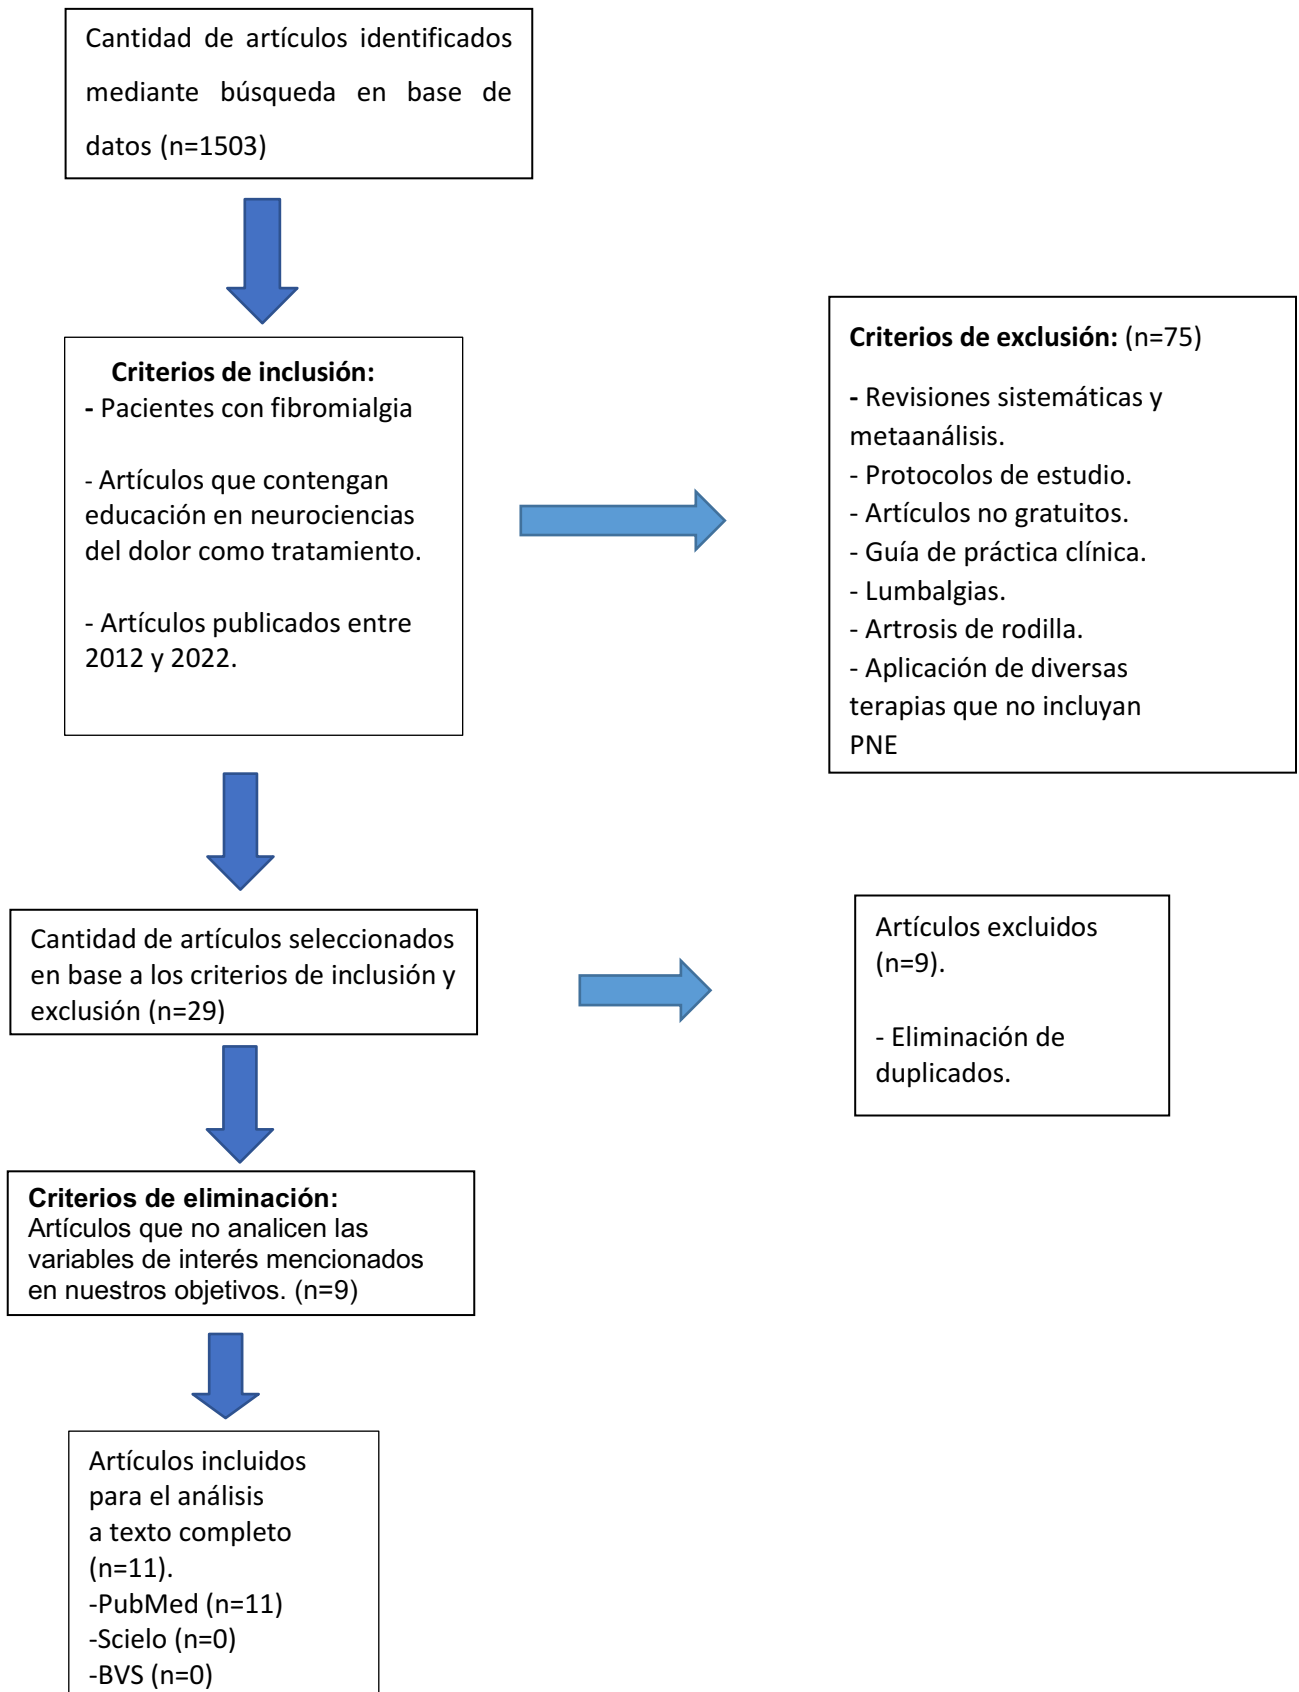 Cantidad de artículos identificados
mediante búsqueda en base de
datos (n=1503)
Criterios de inclusión:
- Pacientes con fibromialgia
- Artículos que contengan
educación en neurociencias
del dolor como tratamiento.
- Artículos publicados entre
2012 y 2022.
Criterios de exclusión: (n=75)
- Revisiones sistemáticas y
metaanálisis.
- Protocolos de estudio.
- Artículos no gratuitos.
- Guía de práctica clínica.
- Lumbalgias.
- Artrosis de rodilla.
- Aplicación de diversas
terapias que no incluyan
PNE
Cantidad de artículos seleccionados
en base a los criterios de inclusión y
exclusión (n=29)
Artículos excluidos
(n=9).
- Eliminación de
duplicados.
Criterios de eliminación:
Artículos que no analicen las
variables de interés mencionados
en nuestros objetivos. (n=9)
Artículos incluidos
para el análisis
a texto completo
(n=11).
-PubMed (n=11)
-Scielo (n=0)
-BVS (n=0)